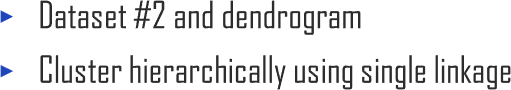 Dataset #2 and dendrogram
Cluster hierarchically using single linkage